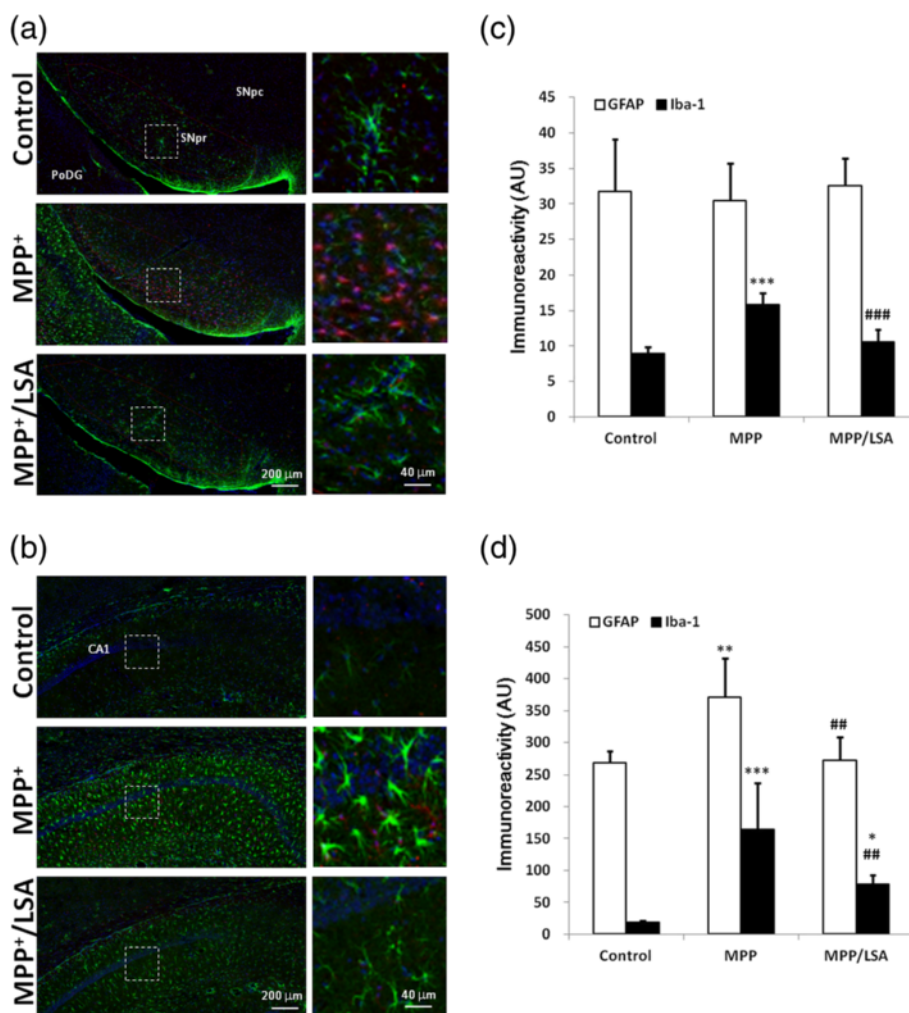 (a)
Control
SNpc
SNpr
PoDG
MPP⁺
MPP⁺/LSA
200 µm
40 µm
(c)
GFAP Iba-1
Immunoreactivity (AU)
45
40
35
30
25
20
15
10
5
0
***
###
Control MPP MPP/LSA
(b)
Control
CA1
MPP⁺
MPP⁺/LSA
200 µm
40 µm
(d)
GFAP Iba-1
Immunoreactivity (AU)
500
450
400
350
300
250
200
150
100
50
0
**
***
##
*
##
Control MPP MPP/LSA